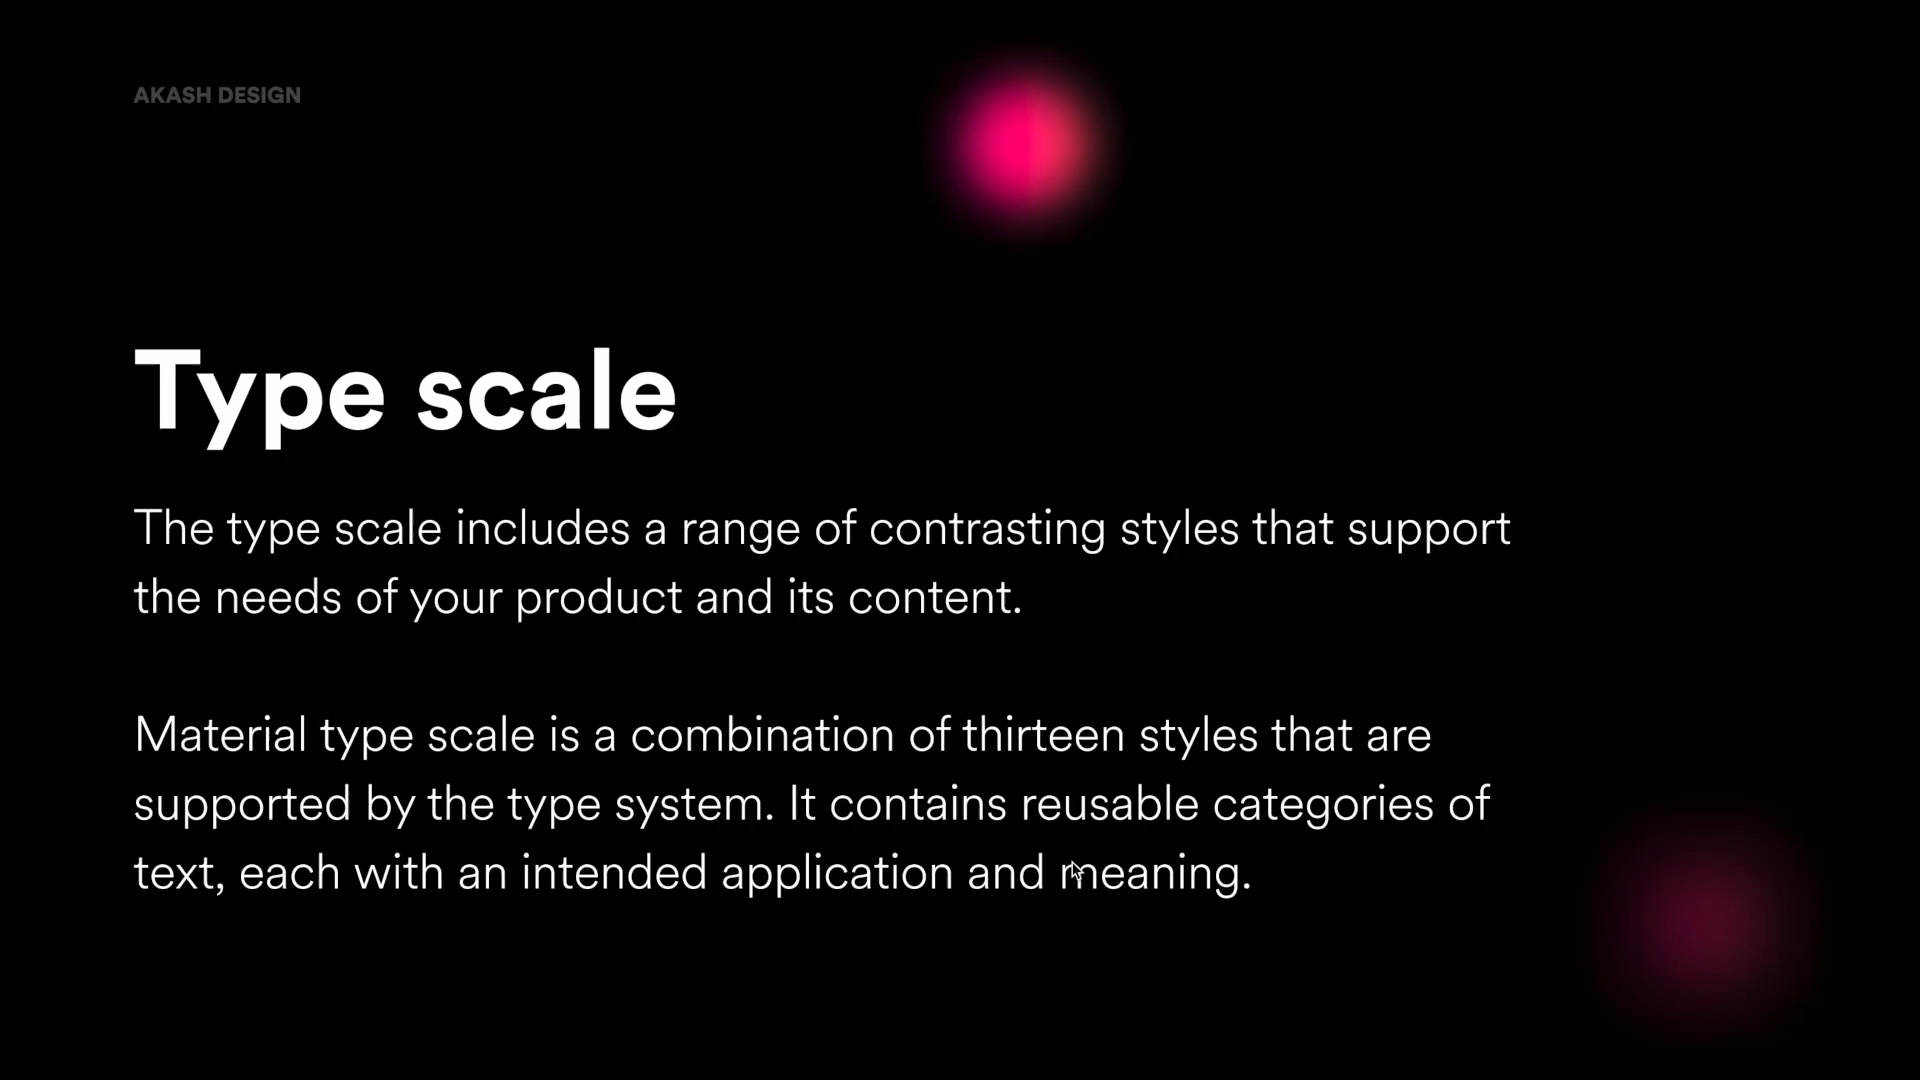 AKASH DESIGN
Type scale
The type scale includes a range of contrasting styles that support
the needs of your product and its content.
Material type scale is a combination of thirteen styles that are
supported by the type system. It contains reusable categories of
text, each with an intended application and meaning.